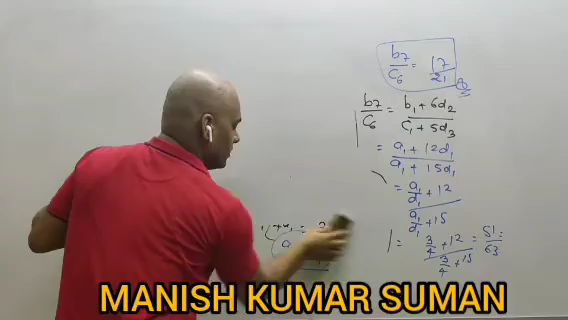 b7/c6 = 17/21
b7/c6 = b1 + 6d2/c1 + 5d3
= a1 + 12d1/a1 + 15d1
= a1/d1 + 12/a1/d1 + 15
= 3/4 + 12/3/4 + 15 = 51/63
MANISH KUMAR SUMAN